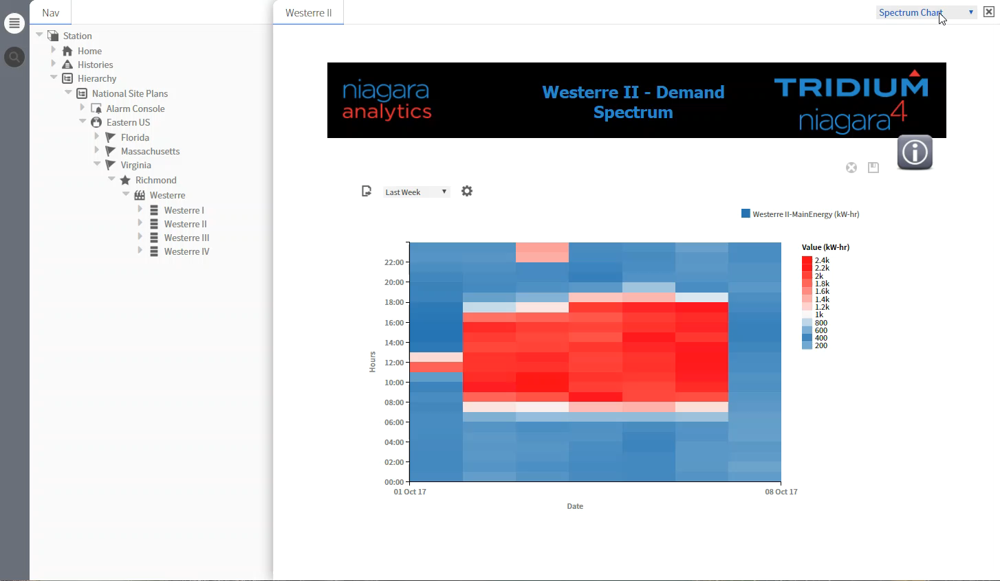 Nav
Westerre II
Spectrum Chart
Station
Home
Histories
Hierarchy
National Site Plans
Alarm Console
Eastern US
Florida
Massachusetts
Virginia
Richmond
Westerre
Westerre I
Westerre II
Westerre III
Westerre IV
niagara
analytics
Westerre II - Demand
Spectrum
TRIDIUM
niagara4
Last Week
Westerre II-MainEnergy (kW-hr)
Value (kW-hr)
2.4k
2.2k
2k
1.8k
1.6k
1.4k
1.2k
1k
800
600
400
200
Hours
22:00
20:00
18:00
16:00
14:00
12:00
10:00
08:00
06:00
04:00
02:00
00:00
01 Oct 17
08 Oct 17
Date